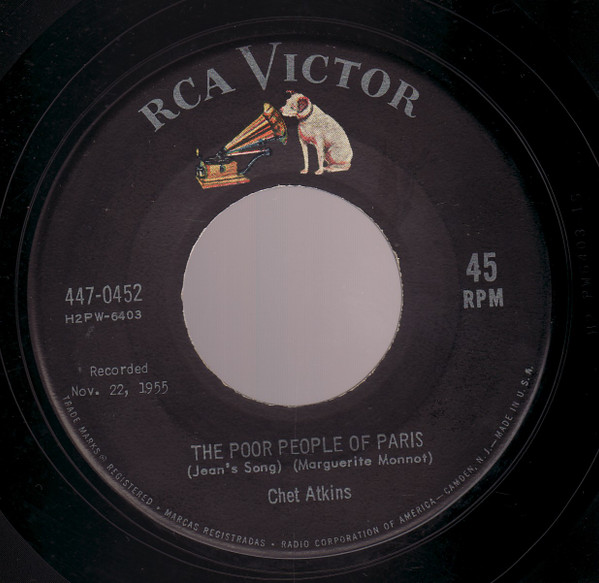 RCA VICTOR
447-0452
H2PW-6403
45
RPM
Recorded
Nov. 22, 1955
THE POOR PEOPLE OF PARIS
(Jean's Song) (Marguerite Monnot)
Chet Atkins
TRADE MARKS ® REGISTERED • MARCAS REGISTRADAS • RADIO CORPORATION OF AMERICA—CAMDEN, N. J.—MADE IN U.S.A.